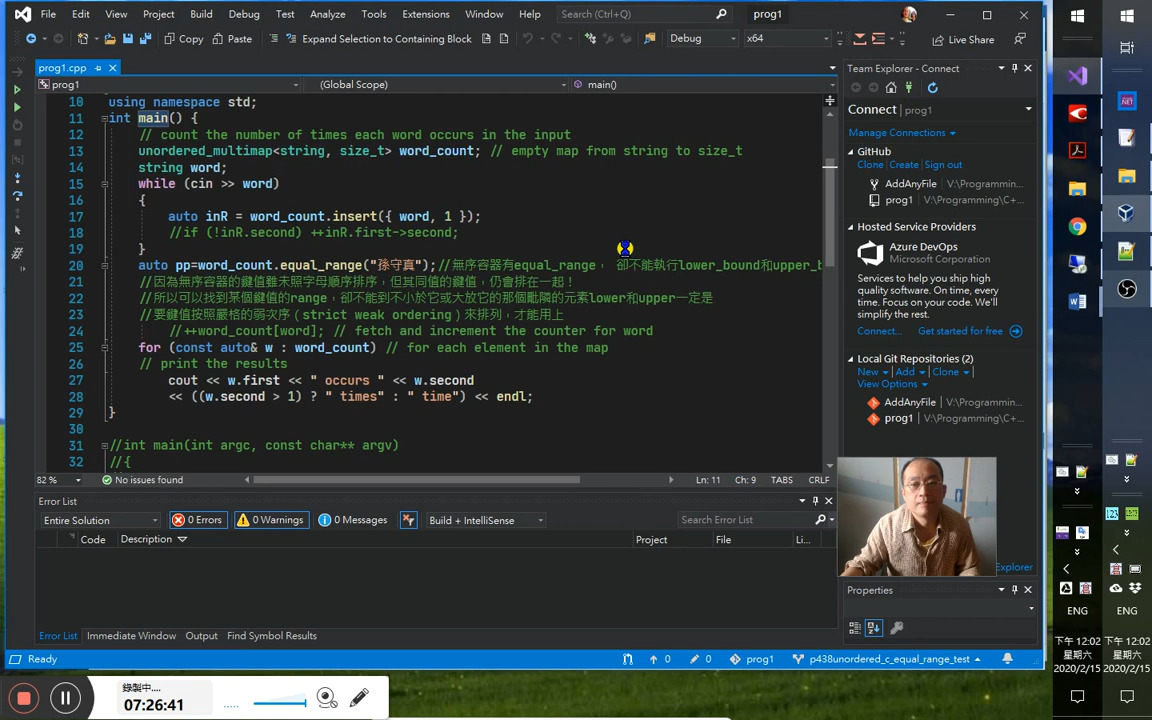 File Edit View Project Build Debug Test Analyze Tools Extensions Window Help Search (Ctrl+Q) prog1
Copy Paste Expand Selection to Containing Block Debug x64 Live Share
prog1.cpp
prog1 (Global Scope) main()
10 using namespace std;
11 int main() {
12 // count the number of times each word occurs in the input
13 unordered_multimap<string, size_t> word_count; // empty map from string to size_t
14 string word;
15 while (cin >> word)
16 {
17 auto inR = word_count.insert({ word, 1 });
18 //if (!inR.second) ++inR.first->second;
19 }
20 auto pp=word_count.equal_range("孫守真");//無序容器有equal_range， 卻不能執行lower_bound和upper_b
21 //因為無序容器的鍵值雖未照字母順序排序，但其同值的鍵值，仍會排在一起！
22 //所以可以找到某個鍵值的range，卻不能到不小於它或大放它的那個毗隣的元素lower和upper一定是
23 //要鍵值按照嚴格的弱次序（strict weak ordering）來排列，才能用上
24 //++word_count[word]; // fetch and increment the counter for word
25 for (const auto& w : word_count) // for each element in the map
26 // print the results
27 cout << w.first << " occurs " << w.second
28 << ((w.second > 1) ? " times" : " time") << endl;
29 }
30
31 //int main(int argc, const char** argv)
32 //{
82 % No issues found Ln: 11 Ch: 9 TABS CRLF
Error List
Entire Solution 0 Errors 0 Warnings 0 Messages Build + IntelliSense Search Error List
Code Description Project File Li...
Error List Immediate Window Output Find Symbol Results
Ready 0 0 prog1 p438unordered_c_equal_range_test
Team Explorer - Connect
Connect prog1
Manage Connections
GitHub
Clone Create Sign out
AddAnyFile V:\Programmin...
prog1 V:\Programming\C+...
Hosted Service Providers
Azure DevOps
Microsoft Corporation
Services to help you ship high
quality software. On time, every
time. Focus on your code. We'll
simplify the rest.
Connect... Get started for free
Local Git Repositories (2)
New Add Clone
View Options
AddAnyFile V:\Programmin...
prog1 V:\Programming\C+...
Explorer
Properties
ENG ENG
下午 12:02 下午 12:02
星期六 星期六
2020/2/15 2020/2/15
錄製中....
07:26:41